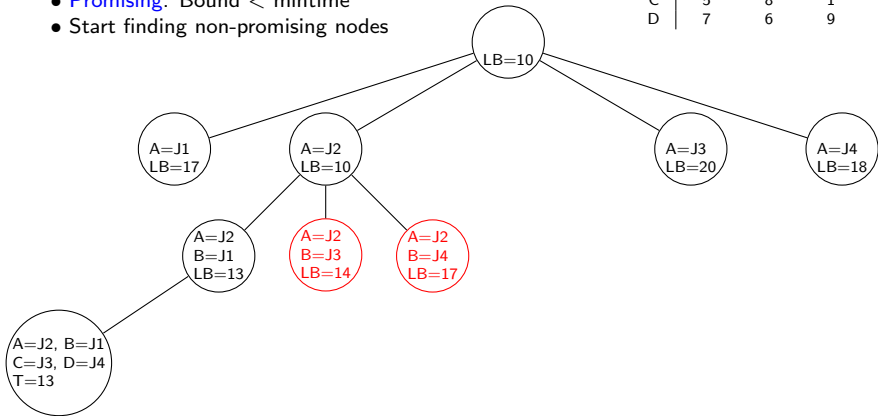 • Promising: Bound < mintime
• Start finding non-promising nodes
C 5 8 1
D 7 6 9
LB=10
A=J1
LB=17
A=J2
LB=10
A=J3
LB=20
A=J4
LB=18
A=J2
B=J1
LB=13
A=J2
B=J3
LB=14
A=J2
B=J4
LB=17
A=J2, B=J1
C=J3, D=J4
T=13